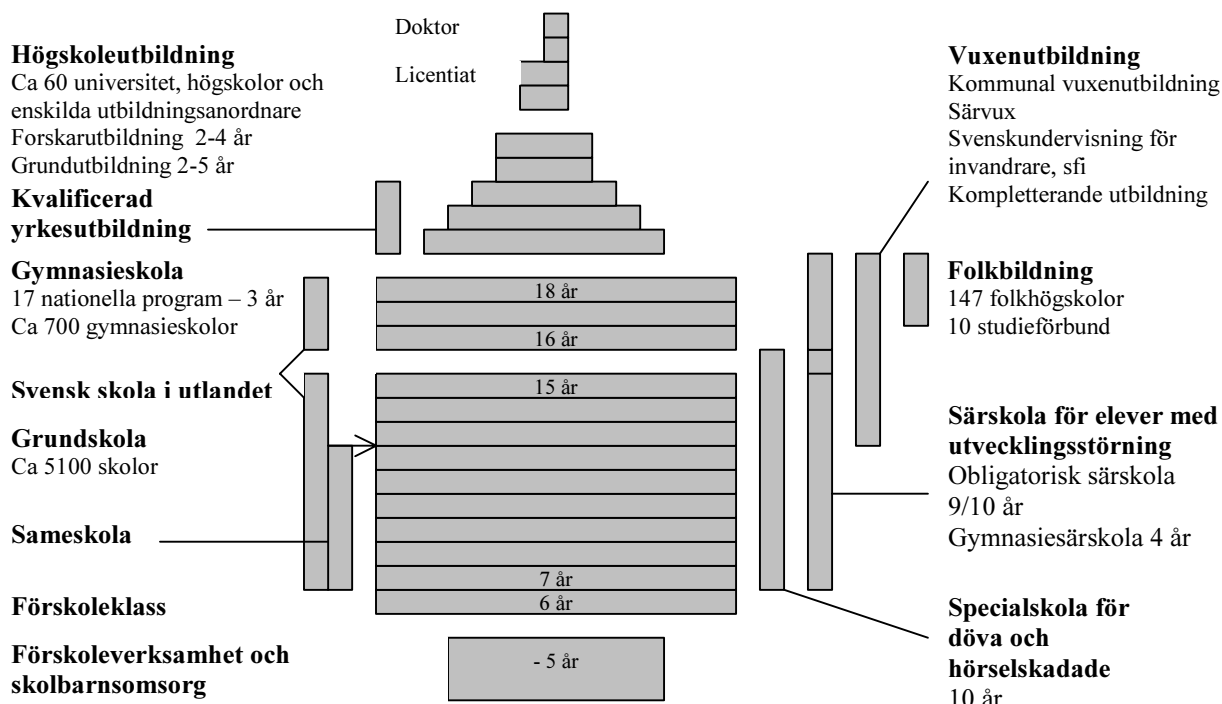 Högskoleutbildning
Ca 60 universitet, högskolor och
enskilda utbildningsanordnare
Forskarutbildning 2-4 år
Grundutbildning 2-5 år
Kvalificerad
yrkesutbildning
Gymnasieskola
17 nationella program – 3 år
Ca 700 gymnasieskolor
Svensk skola i utlandet
Grundskola
Ca 5100 skolor
Sameskola
Förskoleklass
Förskoleverksamhet och
skolbarnsomsorg
Doktor
Licentiat
18 år
16 år
15 år
7 år
6 år
- 5 år
Vuxenutbildning
Kommunal vuxenutbildning
Särvux
Svenskundervisning för
invandrare, sfi
Kompletterande utbildning
Folkbildning
147 folkhögskolor
10 studieförbund
Särskola för elever med
utvecklingsstörning
Obligatorisk särskola
9/10 år
Gymnasiesärskola 4 år
Specialskola för
döva och
hörselskadade
10 år